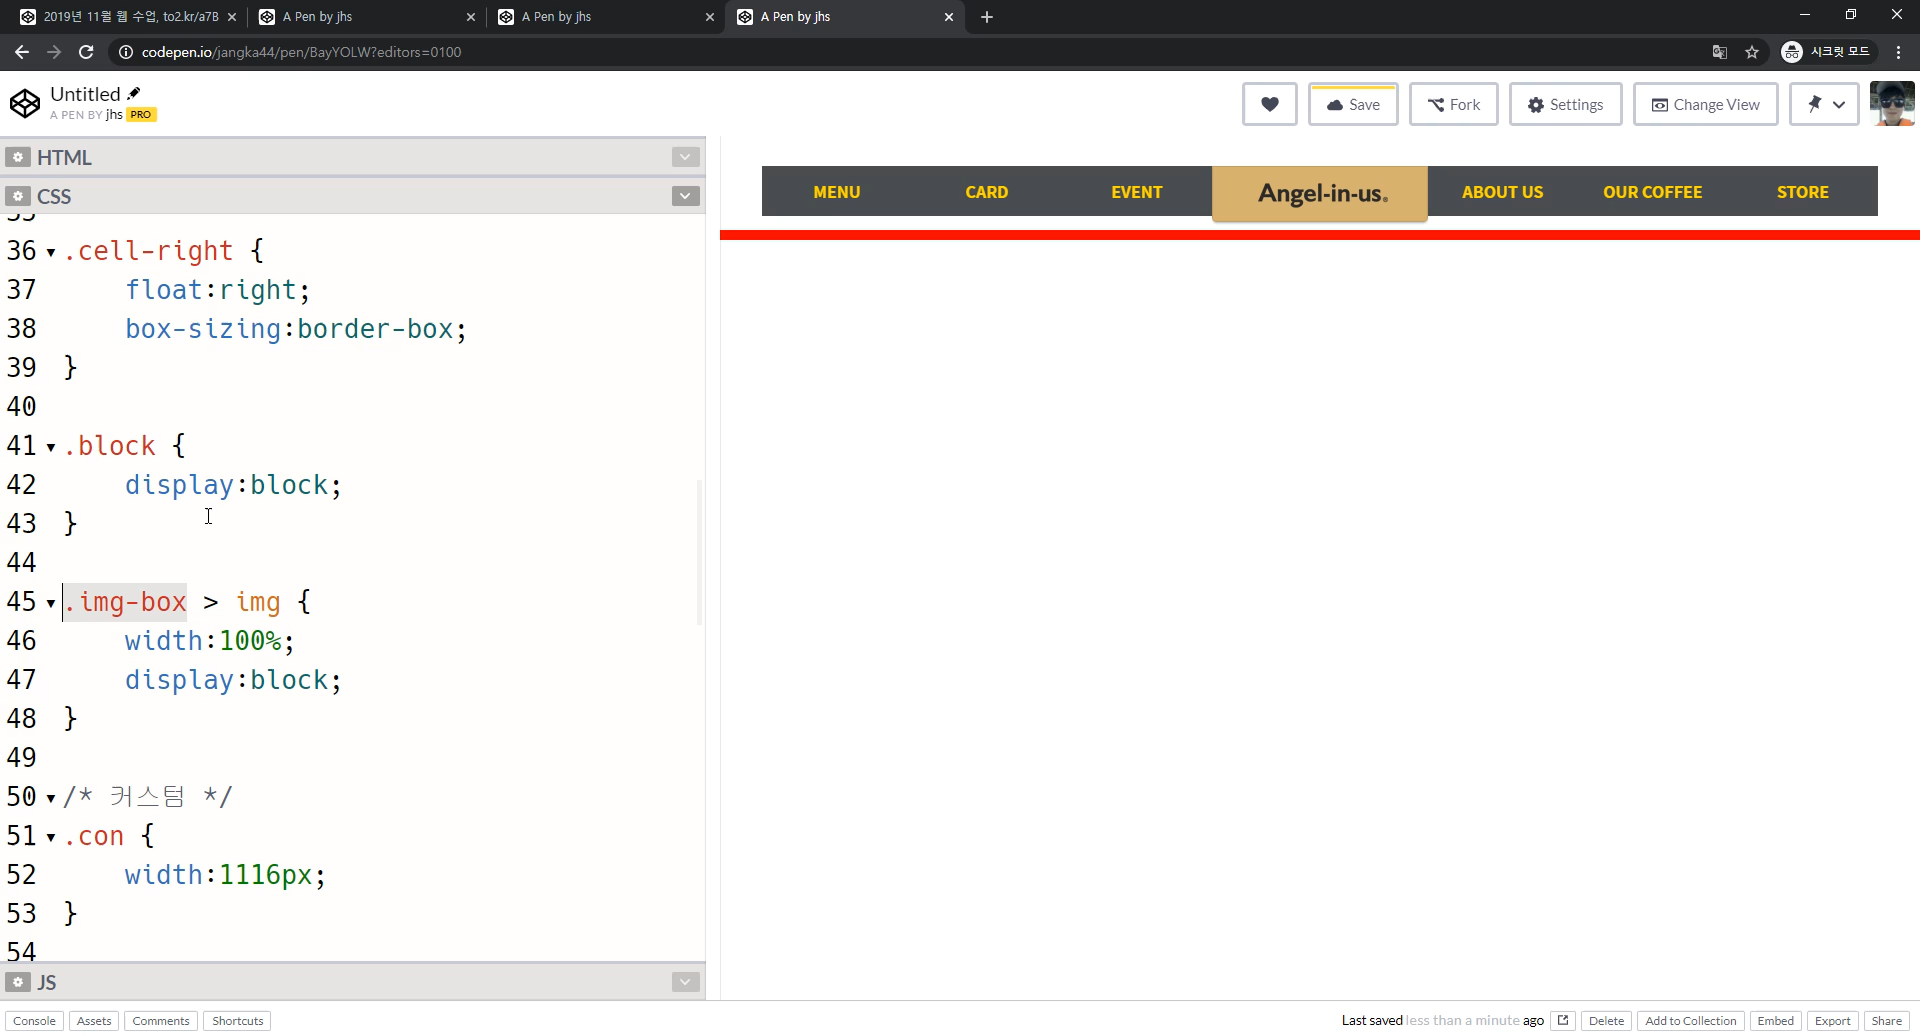 2019년 11월 웹 수업, to2.kr/a7B
A Pen by jhs
A Pen by jhs
A Pen by jhs
codepen.io/jangka44/pen/BayYOLW?editors=0100
시크릿 모드
Untitled
A PEN BY jhs PRO
Save
Fork
Settings
Change View
HTML
CSS
36 .cell-right {
37 float:right;
38 box-sizing:border-box;
39 }
40
41 .block {
42 display:block;
43 }
44
45 .img-box > img {
46 width:100%;
47 display:block;
48 }
49
50 /* 커스텀 */
51 .con {
52 width:1116px;
53 }
54
JS
MENU CARD EVENT Angel-in-us. ABOUT US OUR COFFEE STORE
Console Assets Comments Shortcuts
Last saved less than a minute ago Delete Add to Collection Embed Export Share